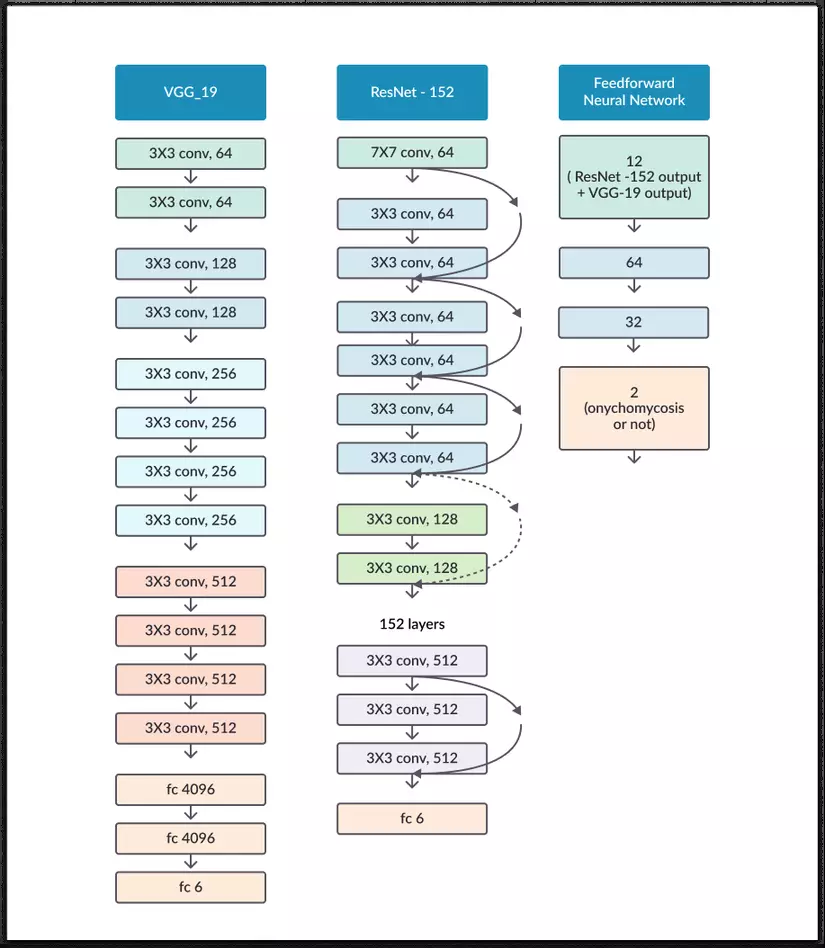 VGG_19
3X3 conv, 64
3X3 conv, 64
3X3 conv, 128
3X3 conv, 128
3X3 conv, 256
3X3 conv, 256
3X3 conv, 256
3X3 conv, 256
3X3 conv, 512
3X3 conv, 512
3X3 conv, 512
3X3 conv, 512
fc 4096
fc 4096
fc 6
ResNet - 152
7X7 conv, 64
3X3 conv, 64
3X3 conv, 64
3X3 conv, 64
3X3 conv, 64
3X3 conv, 64
3X3 conv, 64
3X3 conv, 128
3X3 conv, 128
152 layers
3X3 conv, 512
3X3 conv, 512
3X3 conv, 512
fc 6
Feedforward
Neural Network
12
( ResNet -152 output
+ VGG-19 output)
64
32
2
(onychomycosis
or not)